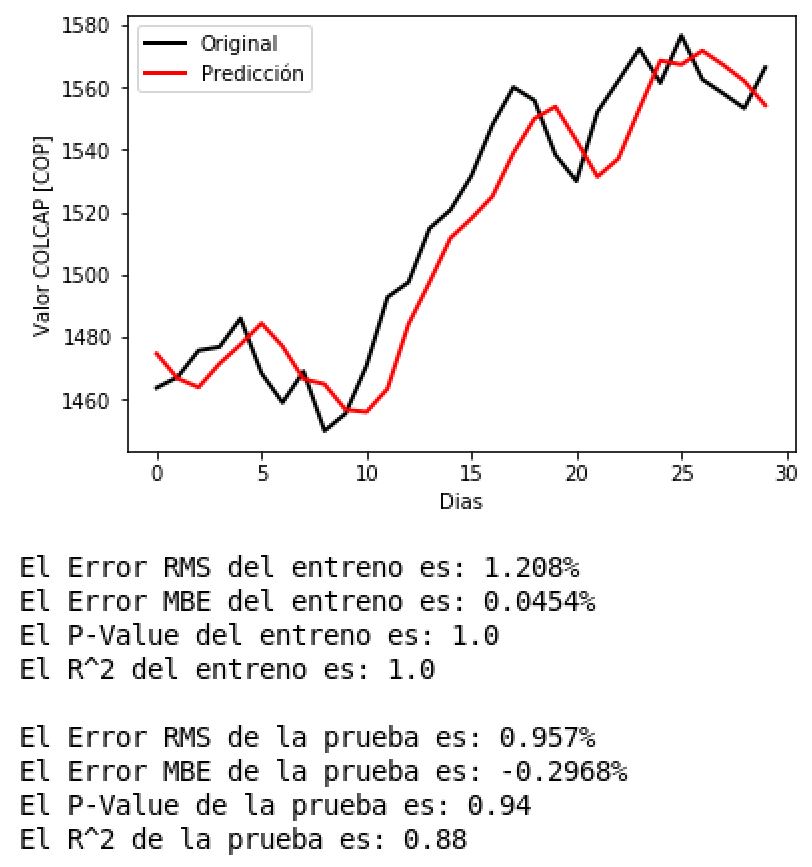 1580
1560
1540
1520
1500
1480
1460
Valor COLCAP [COP]
Original
Predicción
0 5 10 15 20 25 30
Dias
El Error RMS del entreno es: 1.208%
El Error MBE del entreno es: 0.0454%
El P-Value del entreno es: 1.0
El R^2 del entreno es: 1.0
El Error RMS de la prueba es: 0.957%
El Error MBE de la prueba es: -0.2968%
El P-Value de la prueba es: 0.94
El R^2 de la prueba es: 0.88